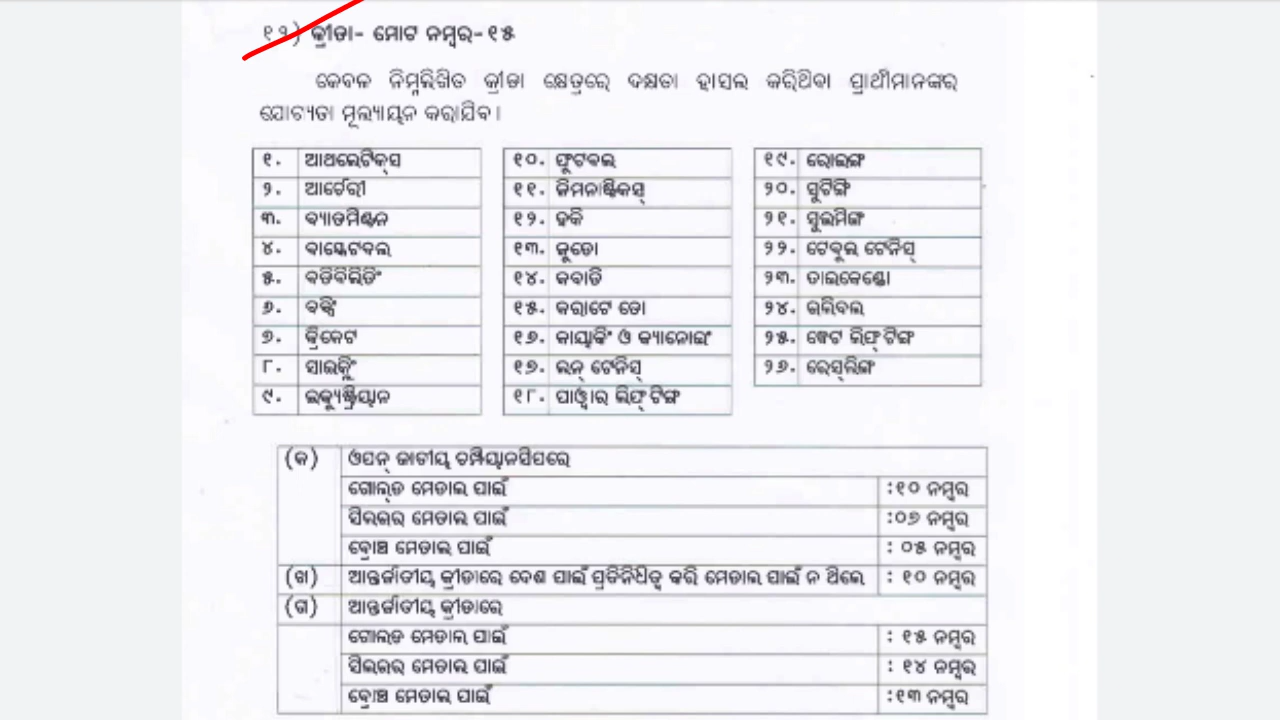 ୧୨) କ୍ରୀଡା- ମୋଟ ନମ୍ବର-୧୫
କେବଳ ନିମ୍ନଲିଖିତ କ୍ରୀଡା କ୍ଷେତ୍ରରେ ଦକ୍ଷତା ହାସଲ କରିଥିବା ପ୍ରାର୍ଥୀମାନଙ୍କର
ଯୋଗ୍ୟତା ମୂଲ୍ୟାୟନ କରାଯିବ।
୧. ଆଥଲେଟିକ୍ସ
୨. ଆର୍ଚେରୀ
୩. ବ୍ୟାଡମିଣ୍ଟନ
୪. ବାସ୍କେଟବଲ
୫. ବଡିବିଲିଡିଂ
୬. ବକ୍ସିଂ
୭. କ୍ରିକେଟ
୮. ସାଇକ୍ଲିଂ
୯. ଇକ୍ୟୁଷ୍ଟ୍ରିୟାନ
୧୦. ଫୁଟବଲ
୧୧. ଜିମନାଷ୍ଟିକସ୍
୧୨. ହକି
୧୩. ଜୁଡୋ
୧୪. କବାଡି
୧୫. କରାଟେ ଡୋ
୧୬. କାୟାକିଂ ଓ କ୍ୟାନୋଇଂ
୧୭. ଲନ୍ ଟେନିସ୍
୧୮. ପାଓ୍ବାର ଲିଫ୍ଟିଙ୍ଗ
୧୯. ରୋଇଙ୍ଗ
୨୦. ସୁଟିଙ୍ଗ
୨୧. ସୁଇମିଙ୍ଗ
୨୨. ଟେବୁଲ ଟେନିସ୍
୨୩. ତାଇକେଣ୍ଡୋ
୨୪. ଭଲିବଲ
୨୫. ୱେଟ ଲିଫ୍ଟିଙ୍ଗ
୨୬. ରେସ୍‌ଲିଙ୍ଗ
(କ) ଓପନ୍ ଜାତୀୟ ଚମ୍ପିୟାନସିପରେ
ଗୋଲ୍‌ଡ ମେଡାଲ ପାଇଁ :୧୦ ନମ୍ବର
ସିଲଭର ମେଡାଲ ପାଇଁ :୦୭ ନମ୍ବର
ବ୍ରୋଞ୍ଚ ମେଡାଲ ପାଇଁ : ୦୫ ନମ୍ବର
(ଖ) ଆନ୍ତର୍ଜାତୀୟ କ୍ରୀଡାରେ ଦେଶ ପାଇଁ ପ୍ରତିନିଧିତ୍ୱ କରି ମେଡାଲ ପାଇଁ ନ ଥିଲେ : ୧୦ ନମ୍ବର
(ଗ) ଆନ୍ତର୍ଜାତୀୟ କ୍ରୀଡାରେ
ଗୋଲ୍‌ଡ ମେଡାଲ ପାଇଁ : ୧୫ ନମ୍ବର
ସିଲଭର ମେଡାଲ ପାଇଁ : ୧୪ ନମ୍ବର
ବ୍ରୋଞ୍ଚ ମେଡାଲ ପାଇଁ :୧୩ ନମ୍ବର